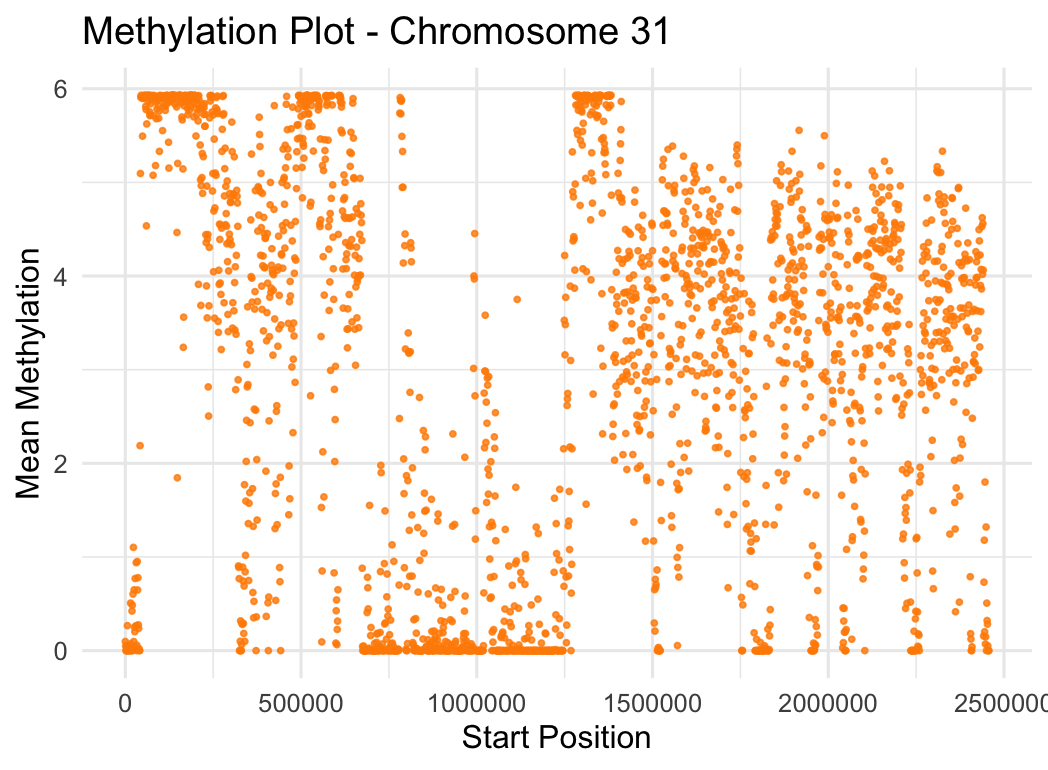 Methylation Plot - Chromosome 31
Mean Methylation
6
4
2
0
0 500000 1000000 1500000 2000000 2500000
Start Position